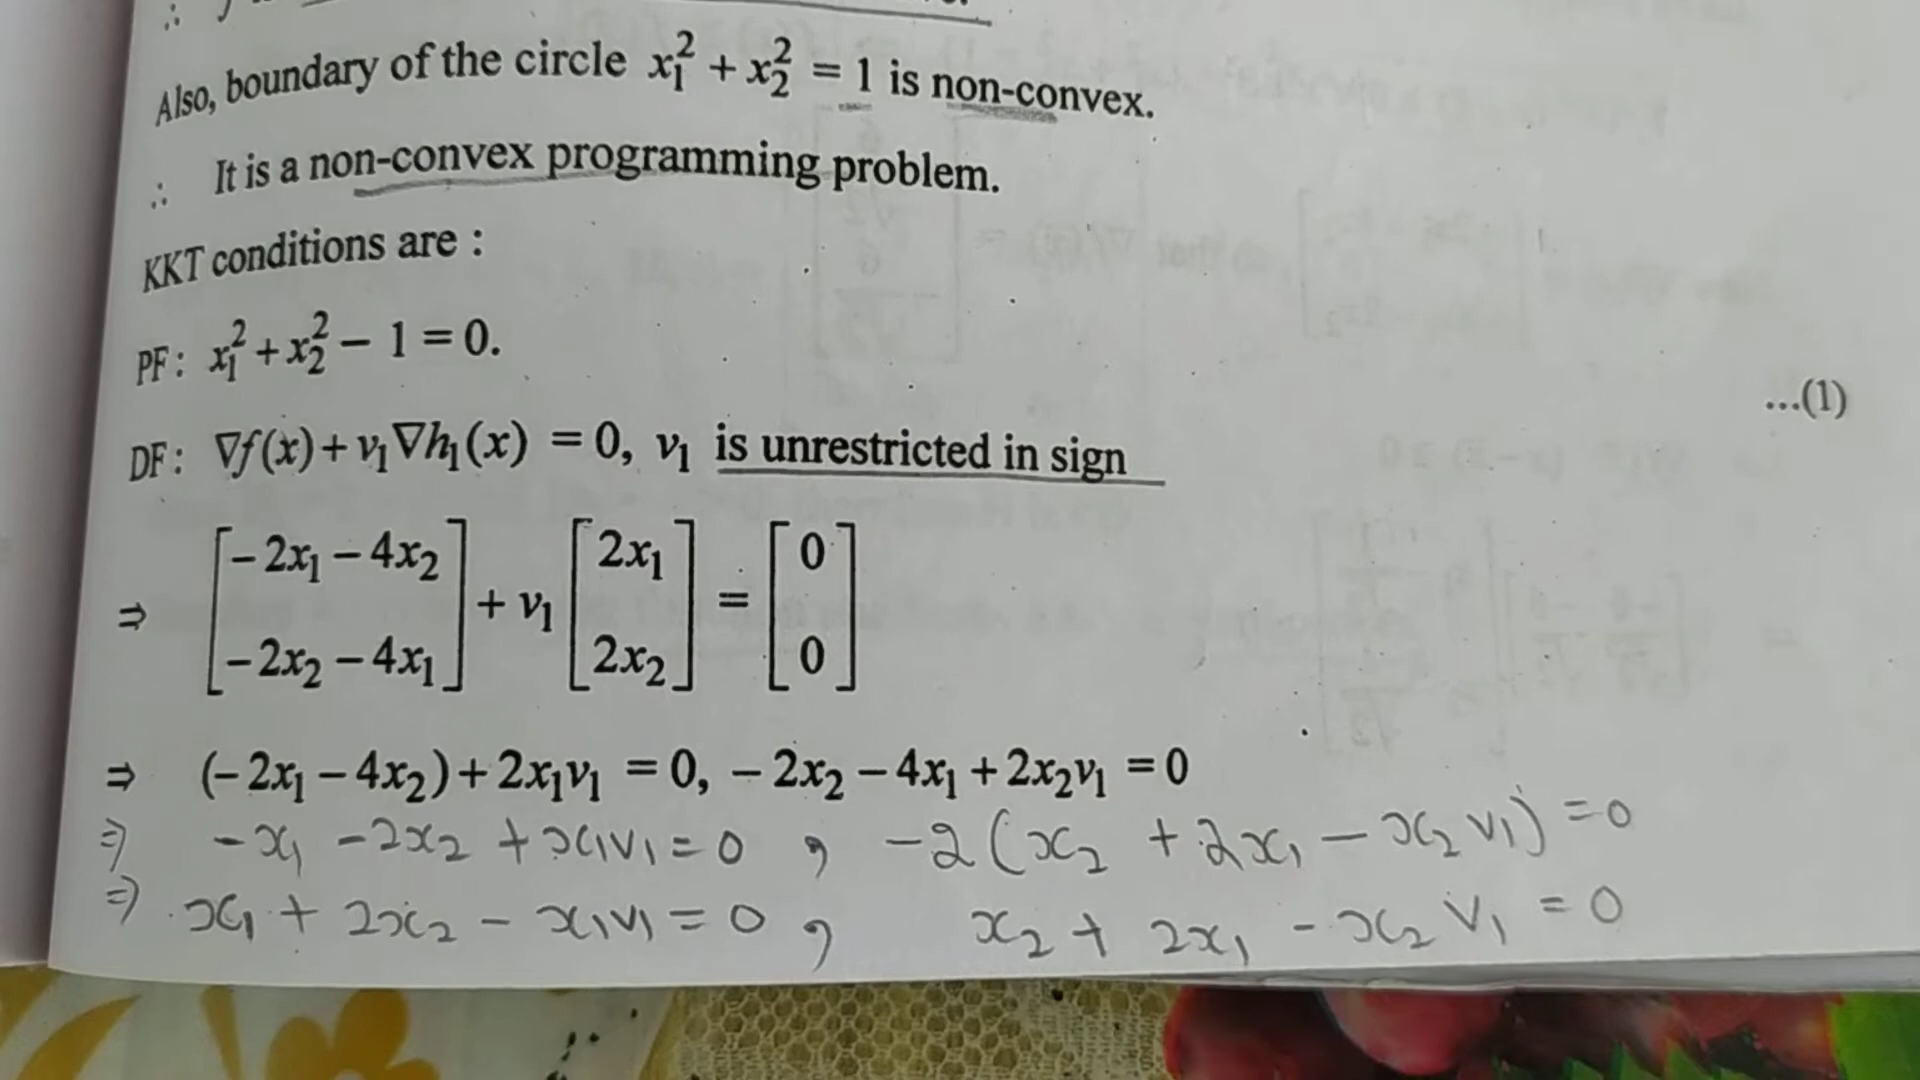 Also, boundary of the circle x₁² + x₂² = 1 is non-convex.
∴ It is a non-convex programming problem.
KKT conditions are :
PF : x₁² + x₂² − 1 = 0.
...(1)
DF : ∇f(x) + v₁∇h₁(x) = 0, v₁ is unrestricted in sign
⇒ [−2x₁ − 4x₂; −2x₂ − 4x₁] + v₁ [2x₁; 2x₂] = [0; 0]
⇒ (−2x₁ − 4x₂) + 2x₁v₁ = 0, −2x₂ − 4x₁ + 2x₂v₁ = 0
⇒ −x₁ − 2x₂ + x₁v₁ = 0 , −2(x₂ + 2x₁ − x₂v₁) = 0
⇒ x₁ + 2x₂ − x₁v₁ = 0 , x₂ + 2x₁ − x₂v₁ = 0